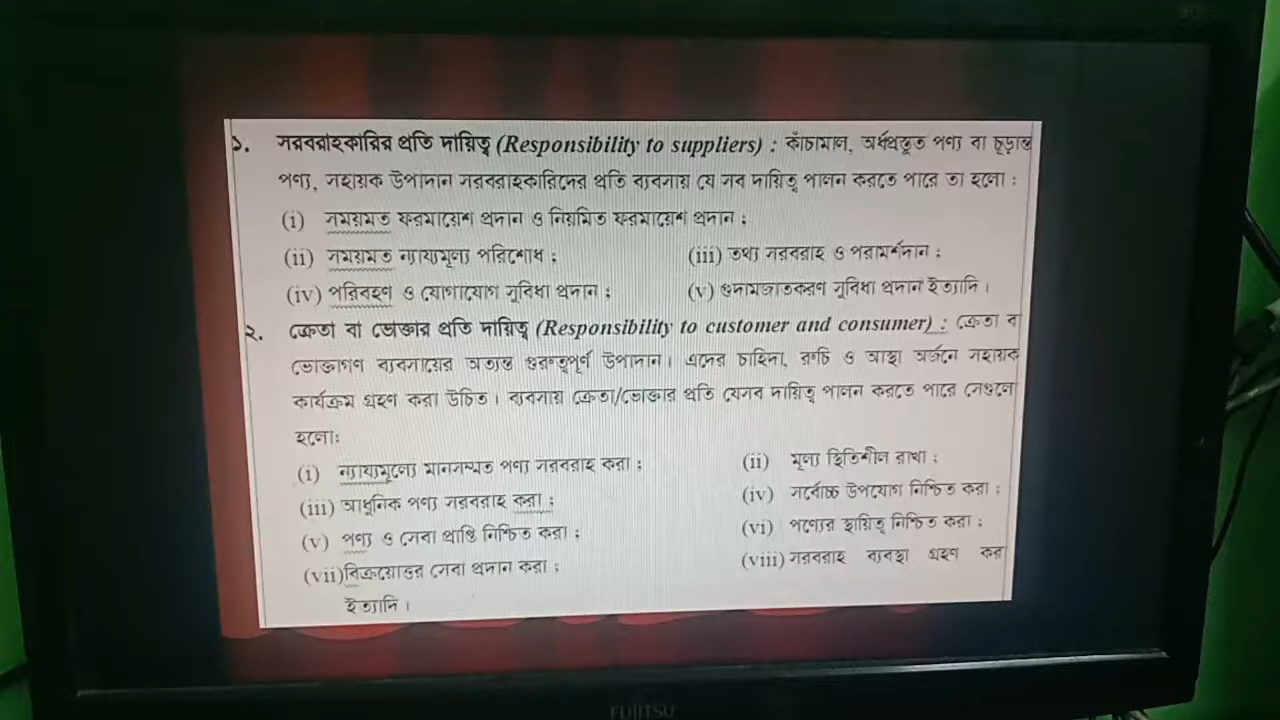 ১. সরবরাহকারির প্রতি দায়িত্ব (Responsibility to suppliers) : কাঁচামাল, অর্ধপ্রস্তুত পণ্য বা চূড়ান্ত
পণ্য, সহায়ক উপাদান সরবরাহকারিদের প্রতি ব্যবসায় যে সব দায়িত্ব পালন করতে পারে তা হলো :
(i) সময়মত ফরমায়েশ প্রদান ও নিয়মিত ফরমায়েশ প্রদান ;
(ii) সময়মত ন্যায্যমূল্য পরিশোধ ; (iii) তথ্য সরবরাহ ও পরামর্শদান ;
(iv) পরিবহণ ও যোগাযোগ সুবিধা প্রদান ; (v) গুদামজাতকরণ সুবিধা প্রদান ইত্যাদি ।
২. ক্রেতা বা ভোক্তার প্রতি দায়িত্ব (Responsibility to customer and consumer) : ক্রেতা ব
ভোক্তাগণ ব্যবসায়ের অত্যন্ত গুরুত্বপূর্ণ উপাদান। এদের চাহিদা, রুচি ও আস্থা অর্জনে সহায়ক
কার্যক্রম গ্রহণ করা উচিত । ব্যবসায় ক্রেতা/ভোক্তার প্রতি যেসব দায়িত্ব পালন করতে পারে সেগুলো
হলো:
(i) ন্যায্যমূল্যে মানসম্মত পণ্য সরবরাহ করা ; (ii) মূল্য স্থিতিশীল রাখা ;
(iii) আধুনিক পণ্য সরবরাহ করা ; (iv) সর্বোচ্চ উপযোগ নিশ্চিত করা ;
(v) পণ্য ও সেবা প্রাপ্তি নিশ্চিত করা ; (vi) পণ্যের স্থায়িত্ব নিশ্চিত করা ;
(vii) বিক্রয়োত্তর সেবা প্রদান করা ; (viii) সরবরাহ ব্যবস্থা গ্রহণ কর
ইত্যাদি ।
FUJITSU